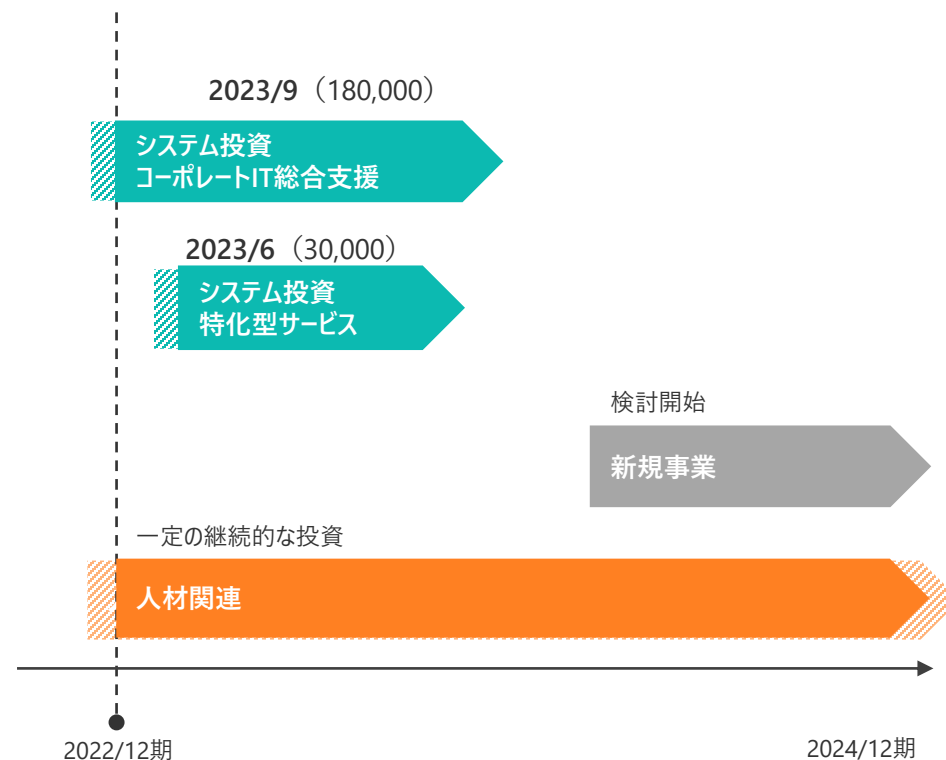 2023/9（180,000）
システム投資
コーポレートIT総合支援
2023/6（30,000）
システム投資
特化型サービス
検討開始
新規事業
一定の継続的な投資
人材関連
2022/12期
2024/12期